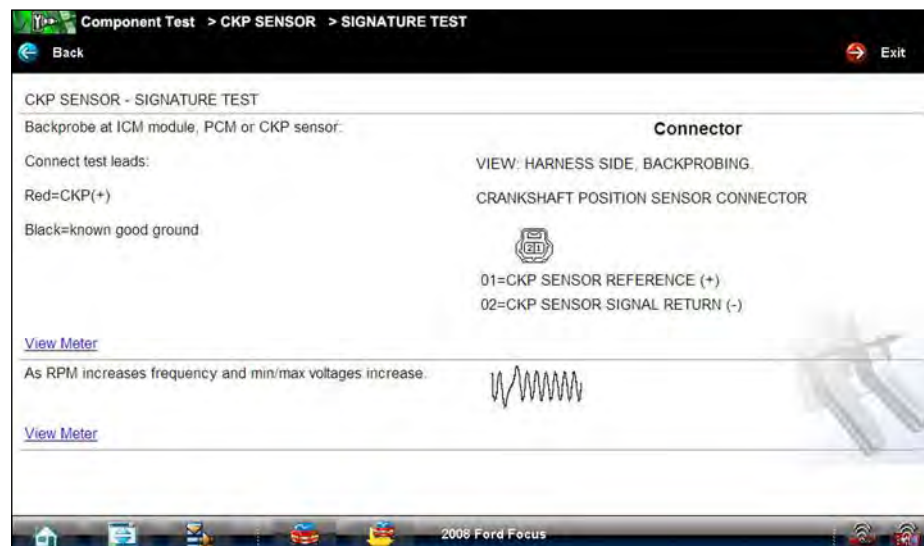 Component Test > CKP SENSOR > SIGNATURE TEST
Back
Exit
CKP SENSOR - SIGNATURE TEST
Backprobe at ICM module, PCM or CKP sensor:
Connect test leads:
Red=CKP(+)
Black=known good ground
Connector
VIEW: HARNESS SIDE, BACKPROBING.
CRANKSHAFT POSITION SENSOR CONNECTOR
2 1
01=CKP SENSOR REFERENCE (+)
02=CKP SENSOR SIGNAL RETURN (-)
View Meter
As RPM increases frequency and min/max voltages increase.
View Meter
2008 Ford Focus